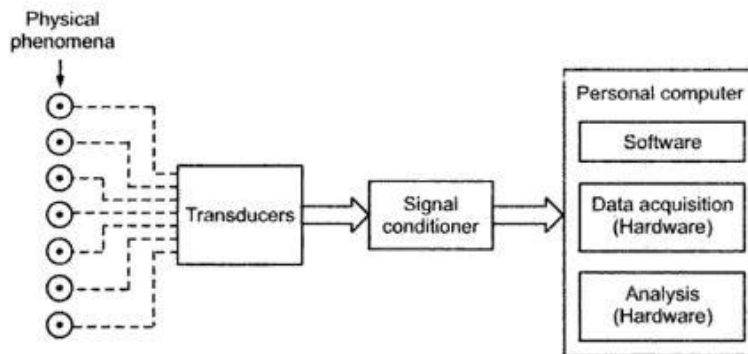 Physical
phenomena
Transducers
Signal
conditioner
Personal computer
Software
Data acquisition
(Hardware)
Analysis
(Hardware)